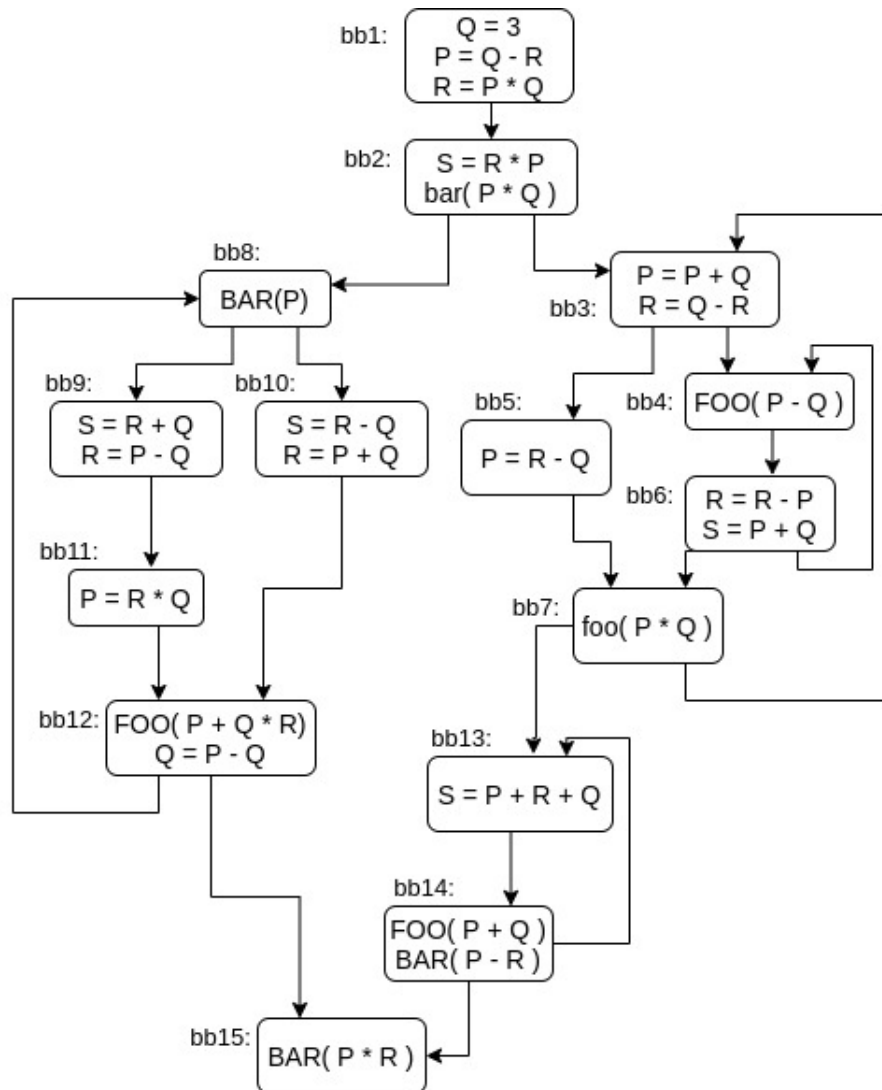 bb1:
Q = 3
P = Q - R
R = P * Q
bb2:
S = R * P
bar( P * Q )
bb8:
BAR(P)
bb3:
P = P + Q
R = Q - R
bb9:
S = R + Q
R = P - Q
bb10:
S = R - Q
R = P + Q
bb5:
P = R - Q
bb4:
FOO( P - Q )
bb6:
R = R - P
S = P + Q
bb11:
P = R * Q
bb7:
foo( P * Q )
bb12:
FOO( P + Q * R)
Q = P - Q
bb13:
S = P + R + Q
bb14:
FOO( P + Q )
BAR( P - R )
bb15:
BAR( P * R )